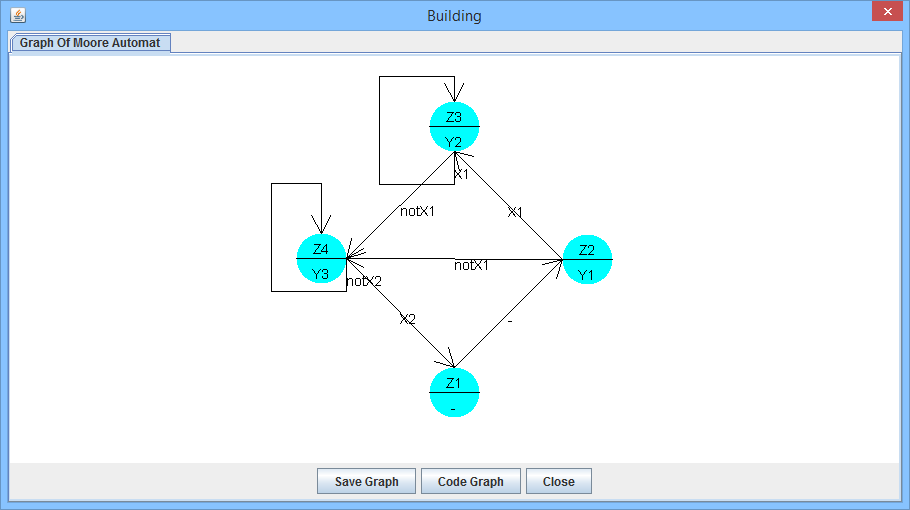 Building
Graph Of Moore Automat
Z3
Y2
X1
notX1
X1
Z4
Y3
Z2
Y1
notX1
notX2
X2
-
Z1
-
Save Graph
Code Graph
Close